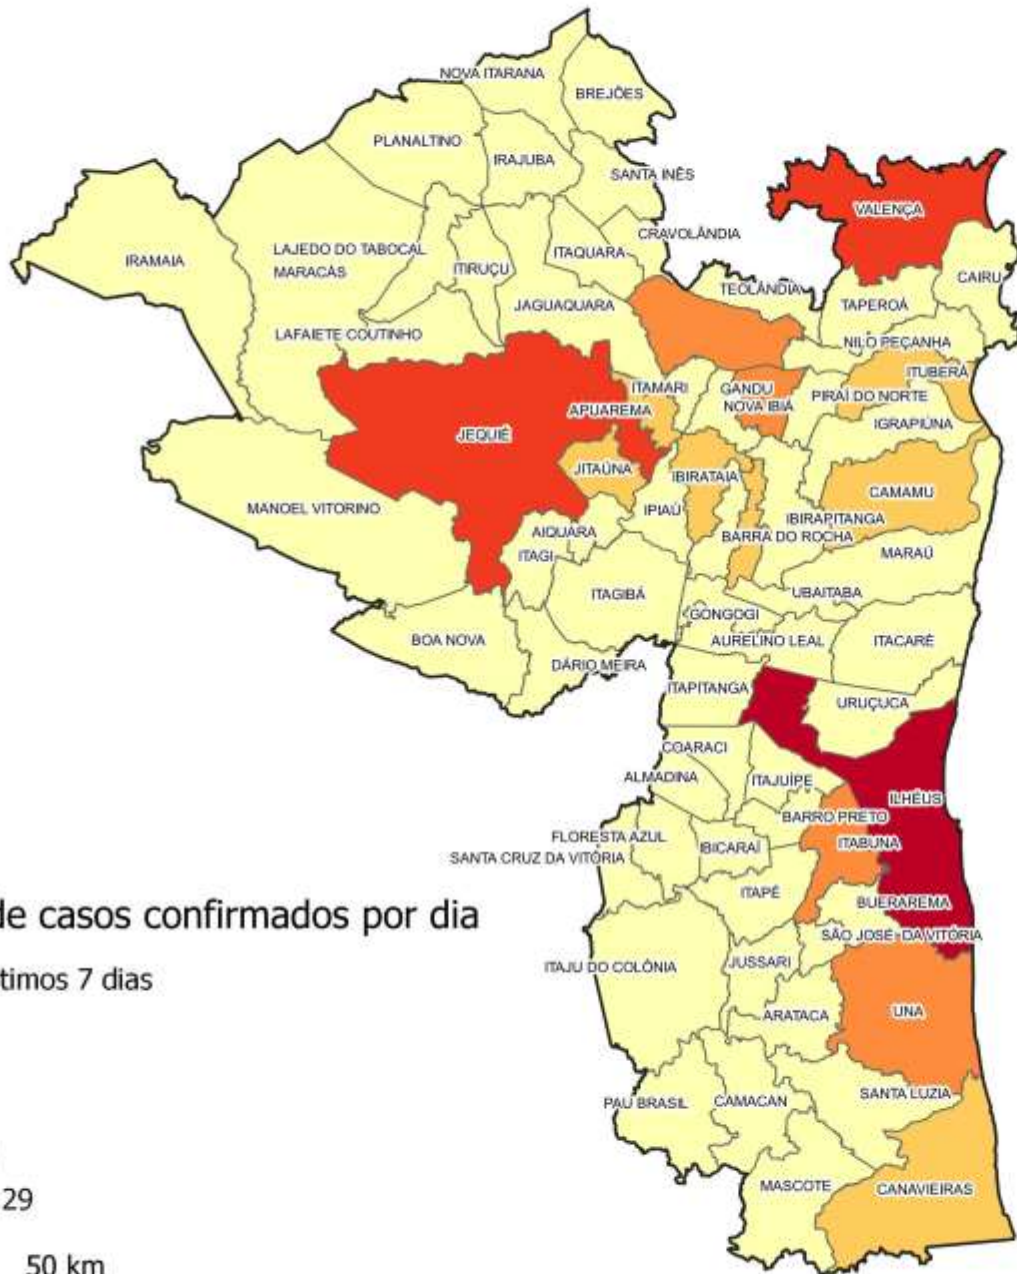 NOVA ITARANA
BREJÕES
PLANALTINO
IRAJUBA
SANTA INÊS
VALENÇA
CRAVOLÂNDIA
IRAMAIA
LAJEDO DO TABOCAL
ITAQUARA
MARACÁS
ITIRUÇU
CAIRU
TEOLÂNDIA
TAPEROÁ
JAGUAQUARA
LAFAIETE COUTINHO
NILO PEÇANHA
ITUBERÁ
ITAMARI
GANDU
PIRAÍ DO NORTE
NOVA IBIÁ
APUAREMA
IGRAPIÚNA
JEQUIÉ
JITAÚNA
IBIRATAIA
CAMAMU
MANOEL VITORINO
IPIAÚ
IBIRAPITANGA
AIQUARA
BARRA DO ROCHA
ITAGI
MARAÚ
ITAGIBÁ
UBAITABA
GONGOGI
BOA NOVA
AURELINO LEAL
ITACARÉ
DÁRIO MEIRA
ITAPITANGA
URUÇUCA
COARACI
ALMADINA
ITAJUÍPE
ILHÉUS
BARRO PRETO
FLORESTA AZUL
ITABUNA
IBICARAÍ
SANTA CRUZ DA VITÓRIA
ITAPÉ
BUERAREMA
de casos confirmados por dia
SÃO JOSÉ DA VITÓRIA
ITAJU DO COLÔNIA
JUSSARI
timos 7 dias
ARATACA
UNA
SANTA LUZIA
PAU BRASIL
CAMACAN
MASCOTE
CANAVIEIRAS
29
50 km